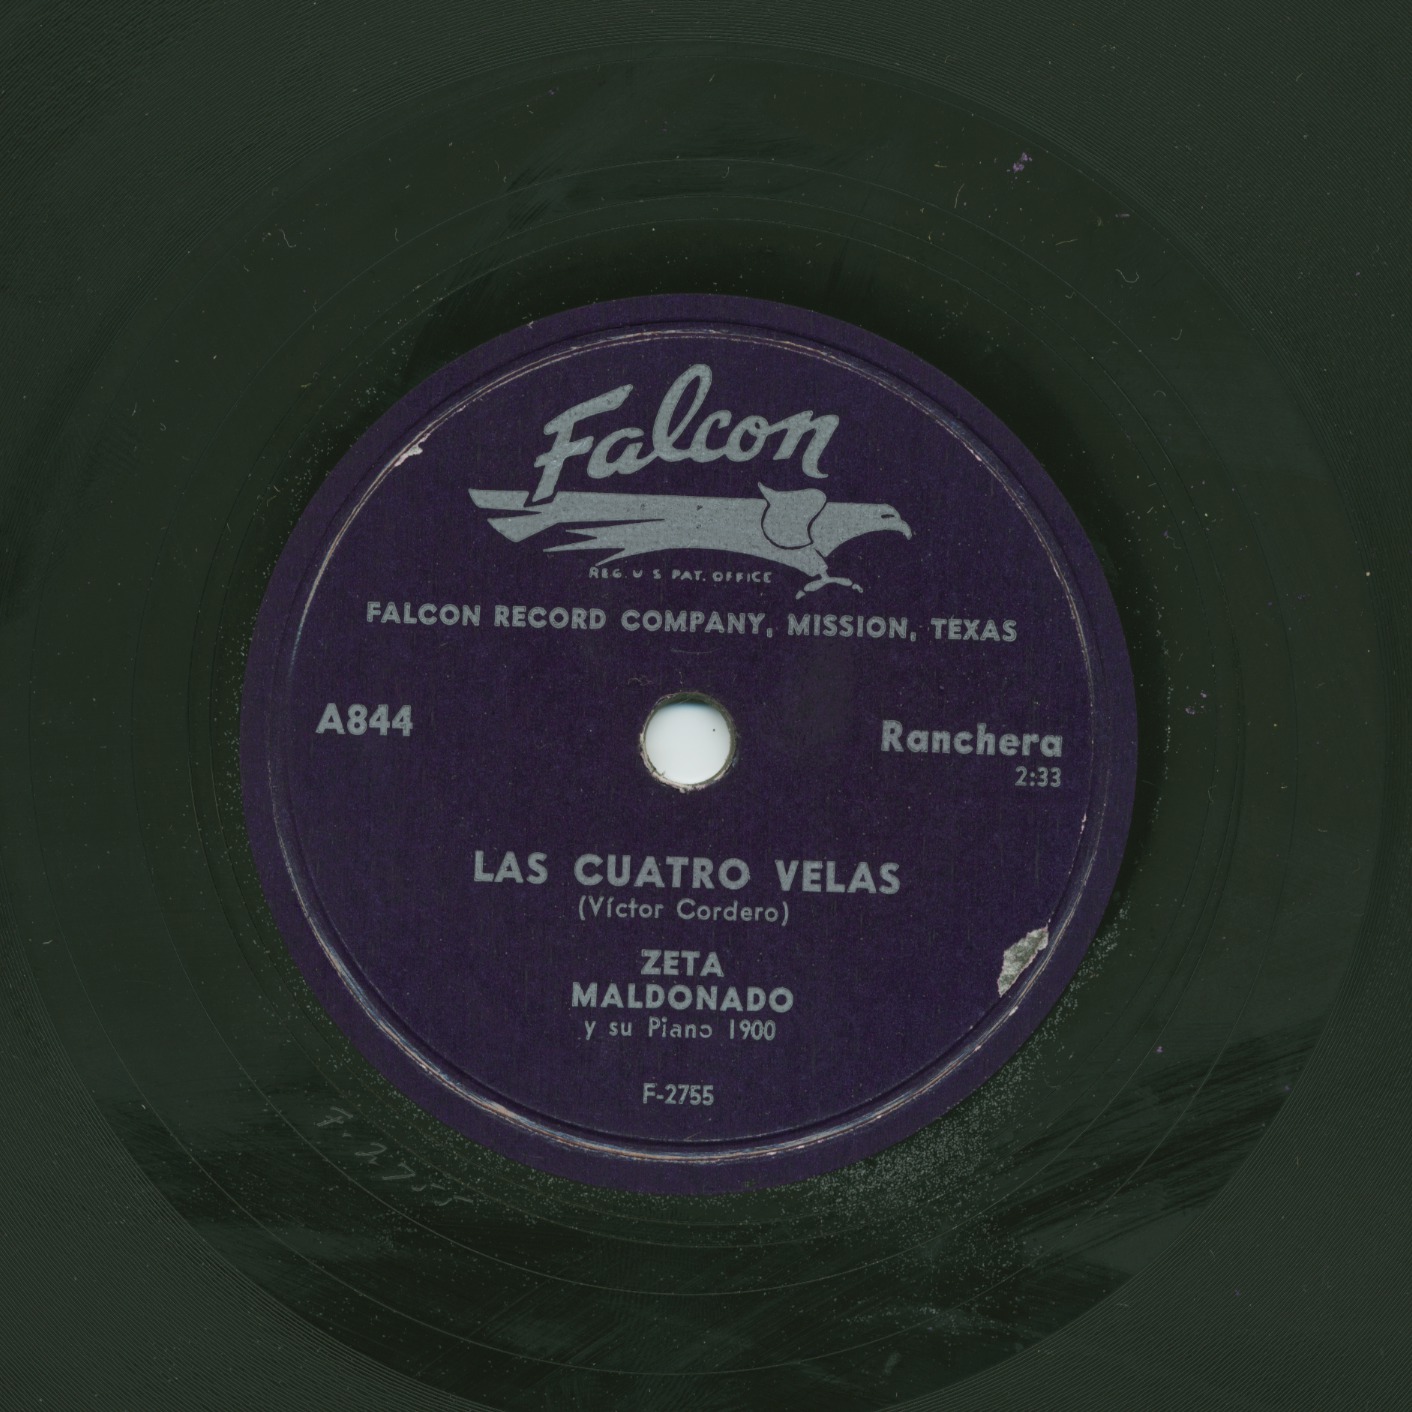 Falcon
REG. U S PAT. OFFICE
FALCON RECORD COMPANY, MISSION, TEXAS
A844
Ranchera
2:33
LAS CUATRO VELAS
(Víctor Cordero)
ZETA
MALDONADO
y su Piano 1900
F-2755
F-2755